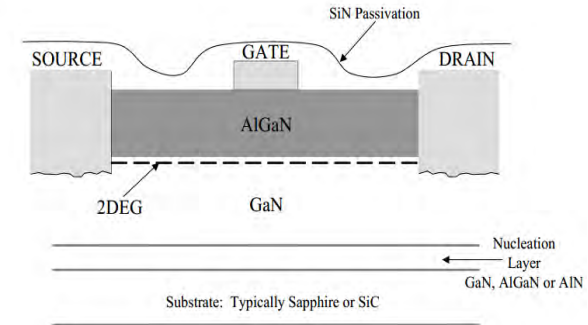 SiN Passivation
SOURCE
GATE
DRAIN
AlGaN
2DEG
GaN
Nucleation
Layer
GaN, AlGaN or AlN
Substrate: Typically Sapphire or SiC